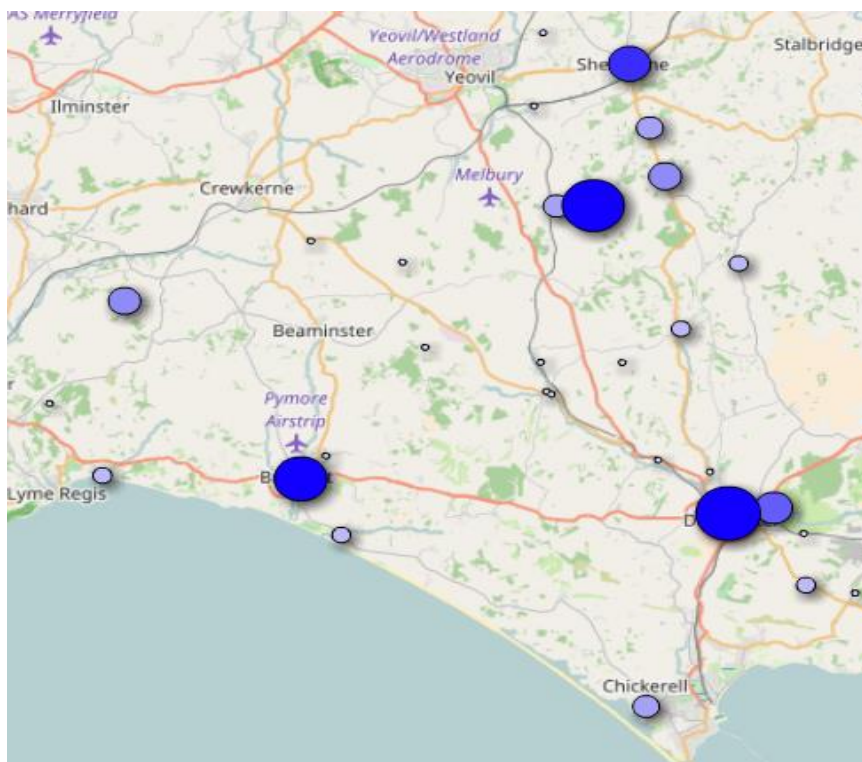 AS Merryfield
Yeovil/Westland
Aerodrome
Yeovil
Stalbridge
Ilminster
Melbury
Crewkerne
hard
Beaminster
Pymore
Airstrip
Lyme Regis
Chickerell